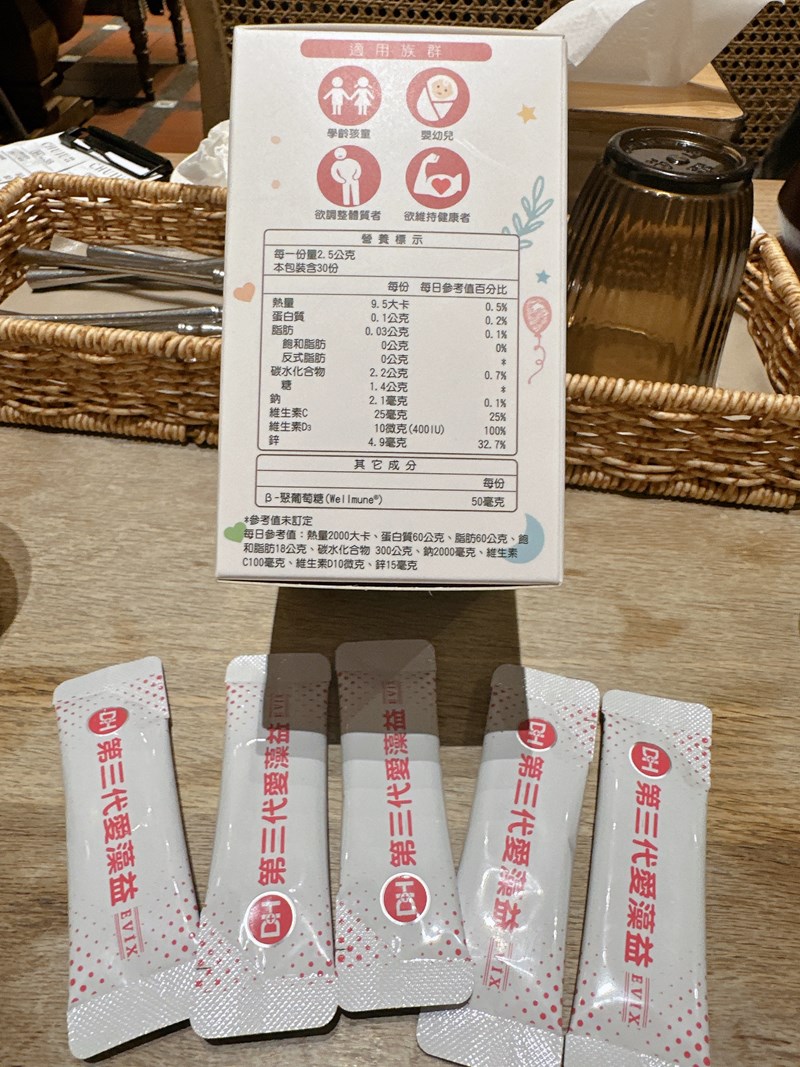 適用族群
學齡孩童 嬰幼兒
欲調整體質者 欲維持健康者
營養標示
每一份量2.5公克
本包裝含30份
每份 每日參考值百分比
熱量 9.5大卡 0.5%
蛋白質 0.1公克 0.2%
脂肪 0.03公克 0.1%
飽和脂肪 0公克 0%
反式脂肪 0公克 *
碳水化合物 2.2公克 0.7%
糖 1.4公克 *
鈉 2.1毫克 0.1%
維生素C 25毫克 25%
維生素D3 10微克(400IU) 100%
鋅 4.9毫克 32.7%
其它成分
每份
β-聚葡萄糖(Wellmune®) 50毫克
*參考值未訂定
每日參考值：熱量2000大卡、蛋白質60公克、脂肪60公克、飽
和脂肪18公克、碳水化合物 300公克、鈉2000毫克、維生素
C100毫克、維生素D10微克、鋅15毫克
DH 第三代愛藻益 EVIX
DH 第三代愛藻益 EVIX
DH 第三代愛藻益 EVIX
DH 第三代愛藻益 EVIX
DH 第三代愛藻益 EVIX